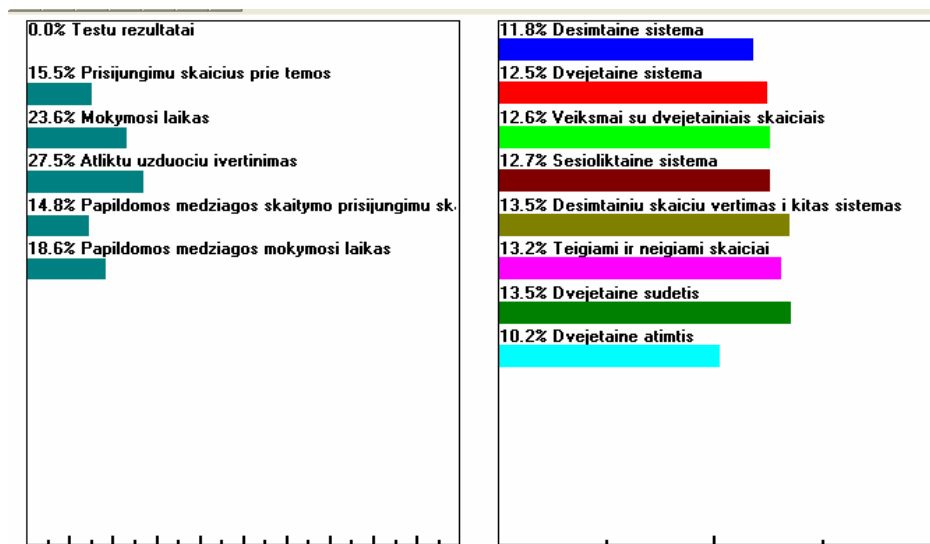 0.0% Testu rezultatai
15.5% Prisijungimu skaicius prie temos
23.6% Mokymosi laikas
27.5% Atliktu uzduociu ivertinimas
14.8% Papildomos medziagos skaitymo prisijungimu sk.
18.6% Papildomos medziagos mokymosi laikas
11.8% Desimtaine sistema
12.5% Dvejetaine sistema
12.6% Veiksmai su dvejetainiais skaiciais
12.7% Sesioliktaine sistema
13.5% Desimtainiu skaiciu vertimas i kitas sistemas
13.2% Teigiami ir neigiami skaiciai
13.5% Dvejetaine sudetis
10.2% Dvejetaine atimtis